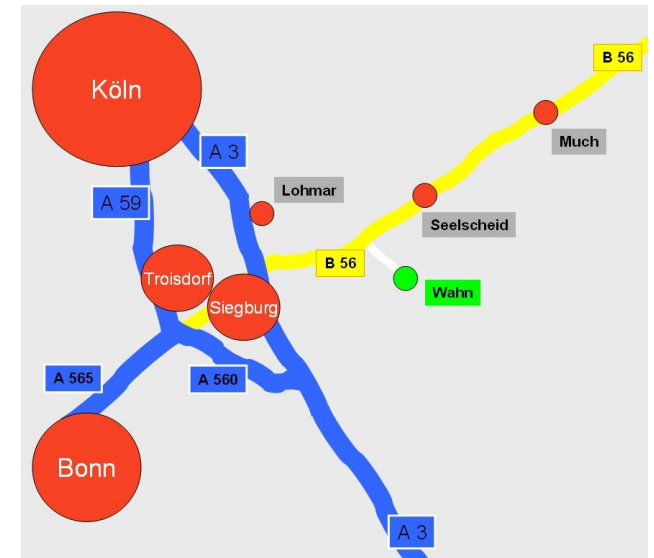 B 56
Köln
Much
A 3
Lohmar
A 59
Seelscheid
B 56
Troisdorf
Wahn
Siegburg
A 565
A 560
Bonn
A 3